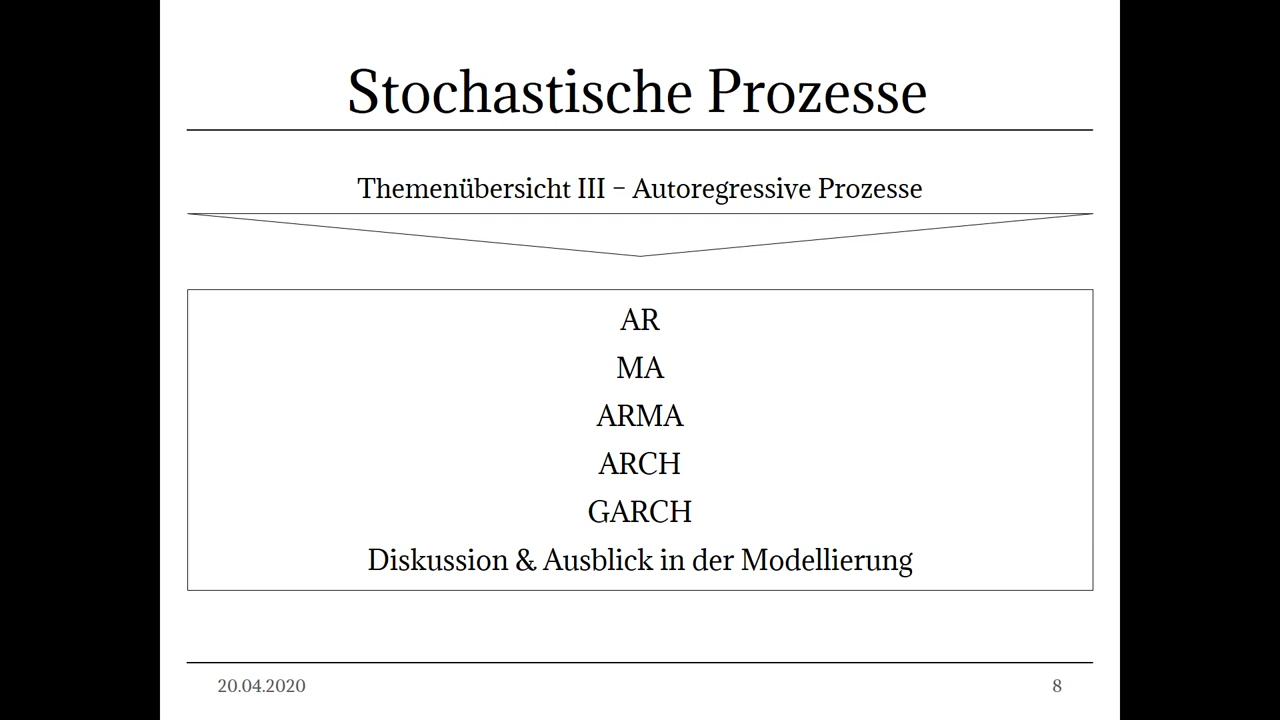 Stochastische Prozesse
Themenübersicht III – Autoregressive Prozesse
AR
MA
ARMA
ARCH
GARCH
Diskussion & Ausblick in der Modellierung
20.04.2020
8